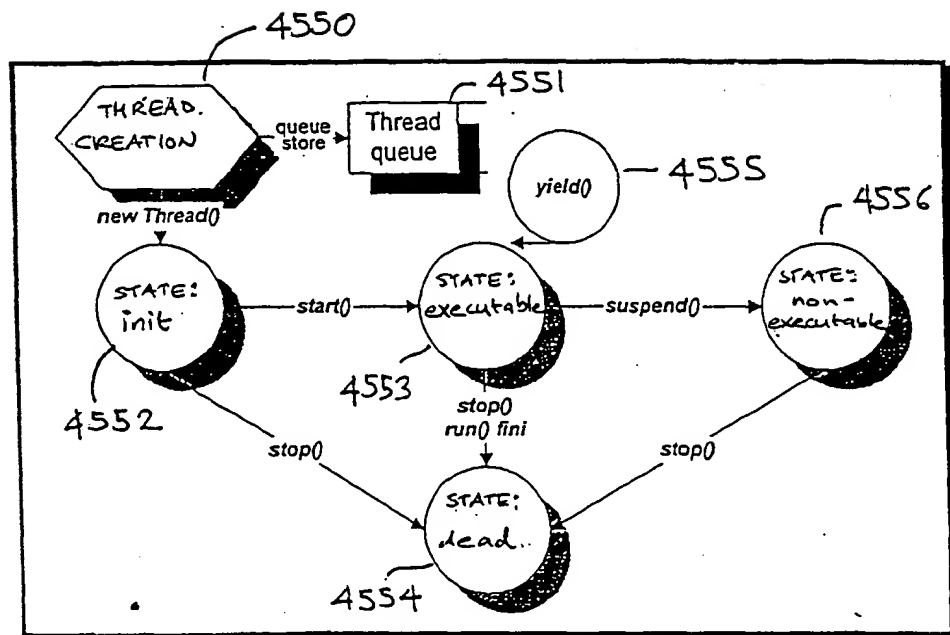 4550
THREAD.
CREATION
queue
store
Thread
queue
4551
yield()
4555
4556
new Thread()
STATE:
init
start()
STATE:
executable
suspend()
STATE:
non-
executable
4552
4553
stop()
run() fini
stop()
stop()
STATE:
dead..
4554